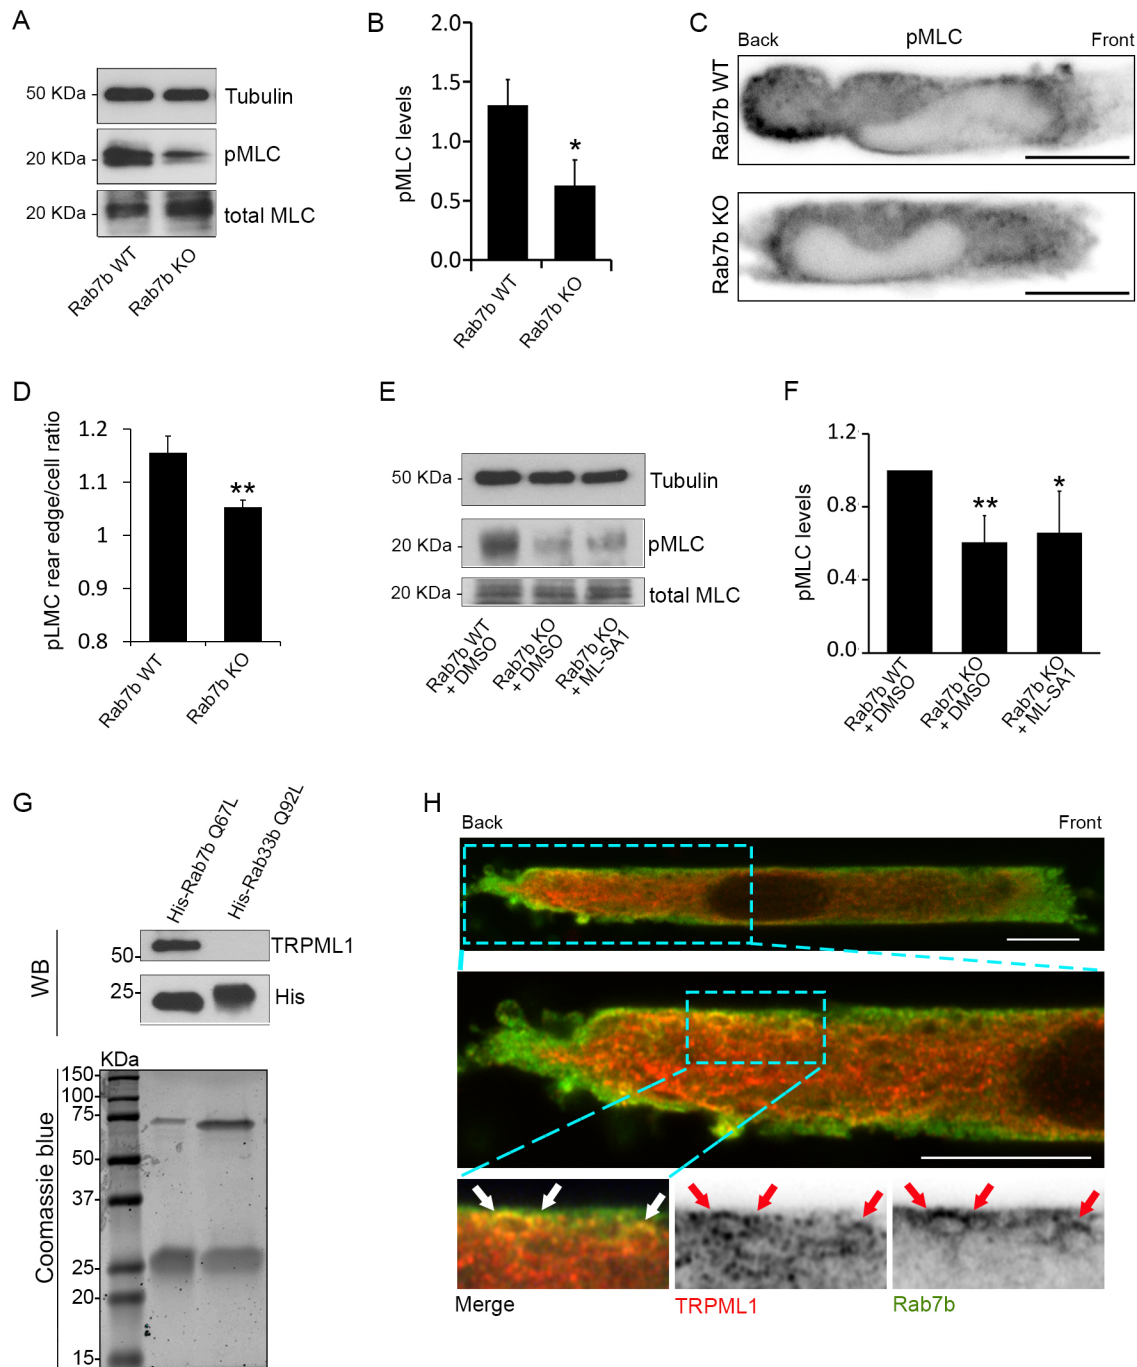 A
50 KDa
Tubulin
20 KDa
pMLC
20 KDa
total MLC
Rab7b WT
Rab7b KO
B
pMLC levels
2.0
1.5
1.0
0.5
0.0
*
Rab7b WT
Rab7b KO
C
Back
pMLC
Front
Rab7b WT
Rab7b KO
D
pLMC rear edge/cell ratio
1.2
1.1
1
0.9
0.8
**
Rab7b WT
Rab7b KO
E
50 KDa
Tubulin
20 KDa
pMLC
20 KDa
total MLC
Rab7b WT
+ DMSO
Rab7b KO
+ DMSO
Rab7b KO
+ ML-SA1
F
pMLC levels
1.2
0.8
0.4
0.0
**
*
Rab7b WT
+ DMSO
Rab7b KO
+ DMSO
Rab7b KO
+ ML-SA1
G
His-Rab7b Q67L
His-Rab33b Q92L
WB
50
TRPML1
25
His
KDa
Coomassie blue
150
100
75
50
37
25
20
15
H
Back
Front
Merge
TRPML1
Rab7b